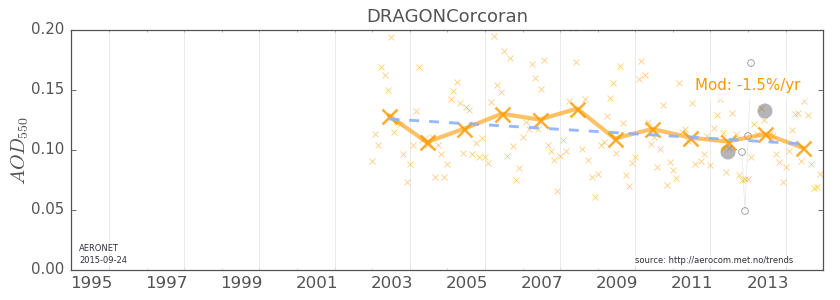 DRAGONCorcoran
0.20
0.15
0.10
0.05
0.00
AOD550
Mod: -1.5%/yr
AERONET
2015-09-24
source: http://aerocom.met.no/trends
1995 1997 1999 2001 2003 2005 2007 2009 2011 2013